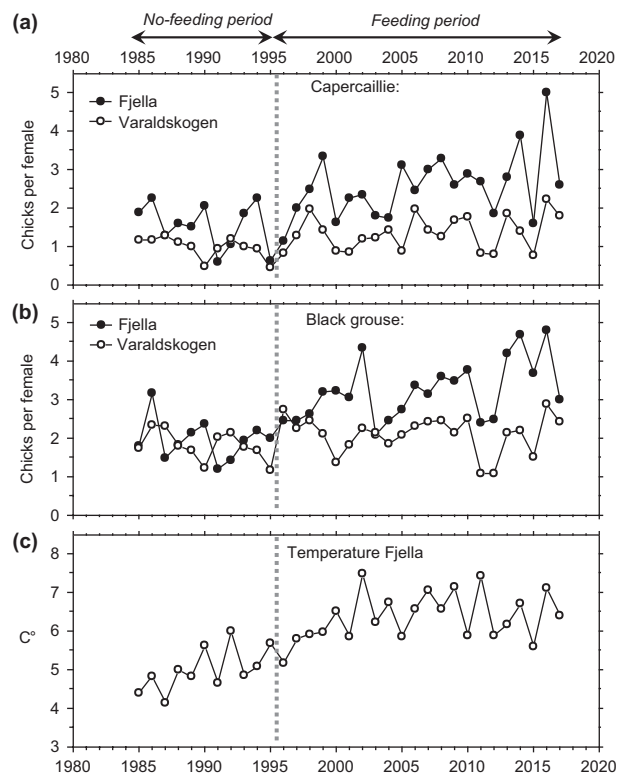 (a)
No-feeding period Feeding period
1980 1985 1990 1995 2000 2005 2010 2015 2020
5
4
3
2
1
0
Chicks per female
Capercaillie:
Fjella
Varaldskogen
(b)
5
4
3
2
1
0
Chicks per female
Black grouse:
Fjella
Varaldskogen
(c)
8
7
6
5
4
3
C°
Temperature Fjella
1980 1985 1990 1995 2000 2005 2010 2015 2020